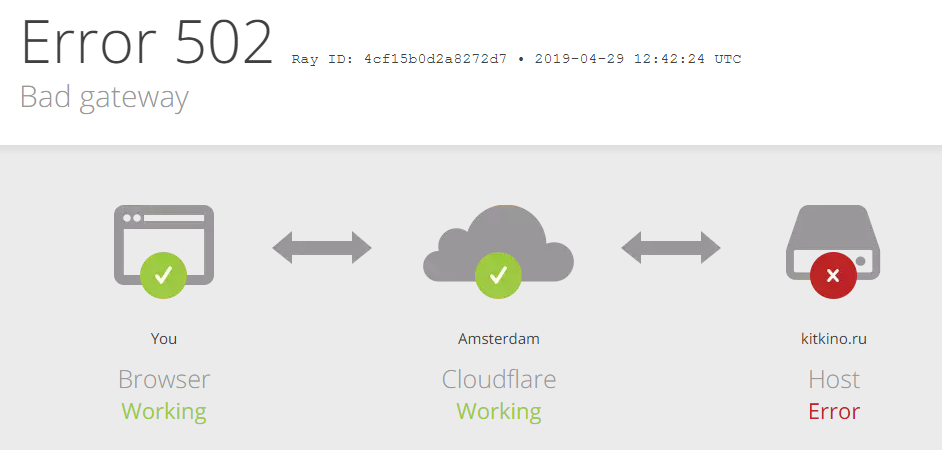 Error 502 Ray ID: 4cf15b0d2a8272d7 • 2019-04-29 12:42:24 UTC
Bad gateway
You
Amsterdam
kitkino.ru
Browser
Cloudflare
Host
Working
Working
Error